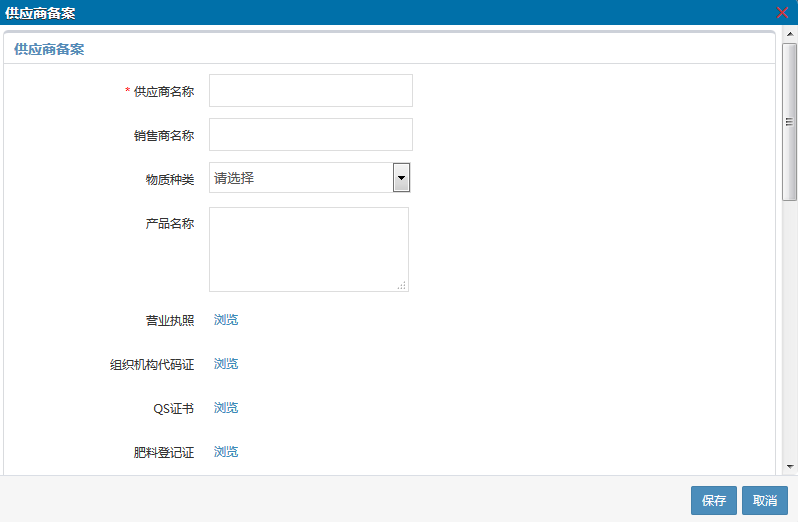 供应商备案
供应商备案
* 供应商名称
销售商名称
物质种类 请选择
产品名称
营业执照 浏览
组织机构代码证 浏览
QS证书 浏览
肥料登记证 浏览
保存 取消